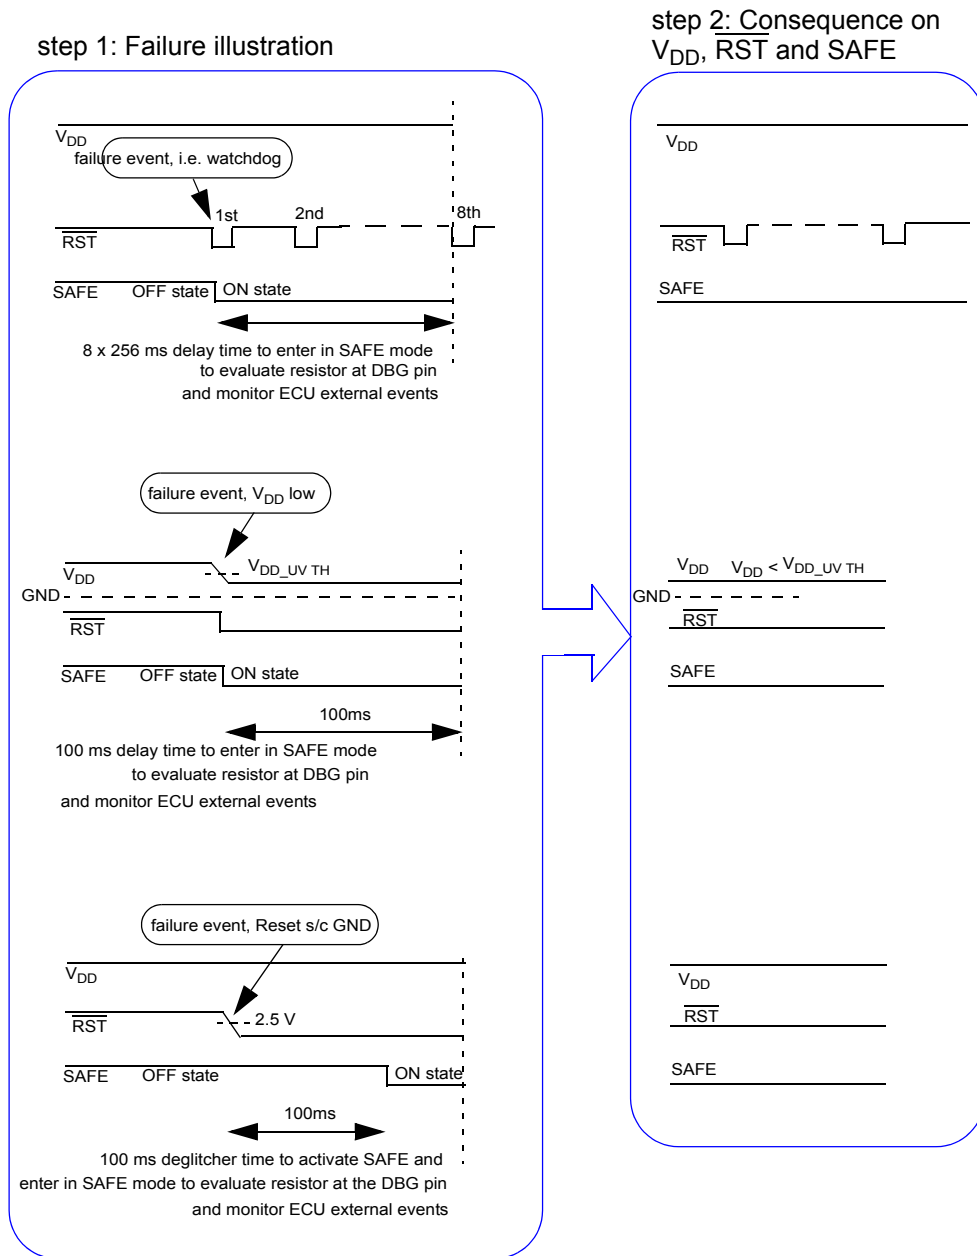 step 1: Failure illustration
step 2: Consequence on
VDD, RST and SAFE
VDD
failure event, i.e. watchdog
1st
2nd
8th
RST
SAFE
OFF state
ON state
8 x 256 ms delay time to enter in SAFE mode
to evaluate resistor at DBG pin
and monitor ECU external events
failure event, VDD low
VDD
VDD_UV TH
GND
RST
SAFE
OFF state
ON state
100ms
100 ms delay time to enter in SAFE mode
to evaluate resistor at DBG pin
and monitor ECU external events
failure event, Reset s/c GND
VDD
RST
2.5 V
SAFE
OFF state
ON state
100ms
100 ms deglitcher time to activate SAFE and
enter in SAFE mode to evaluate resistor at the DBG pin
and monitor ECU external events
VDD
RST
SAFE
VDD
VDD < VDD_UV TH
GND
RST
SAFE
VDD
RST
SAFE